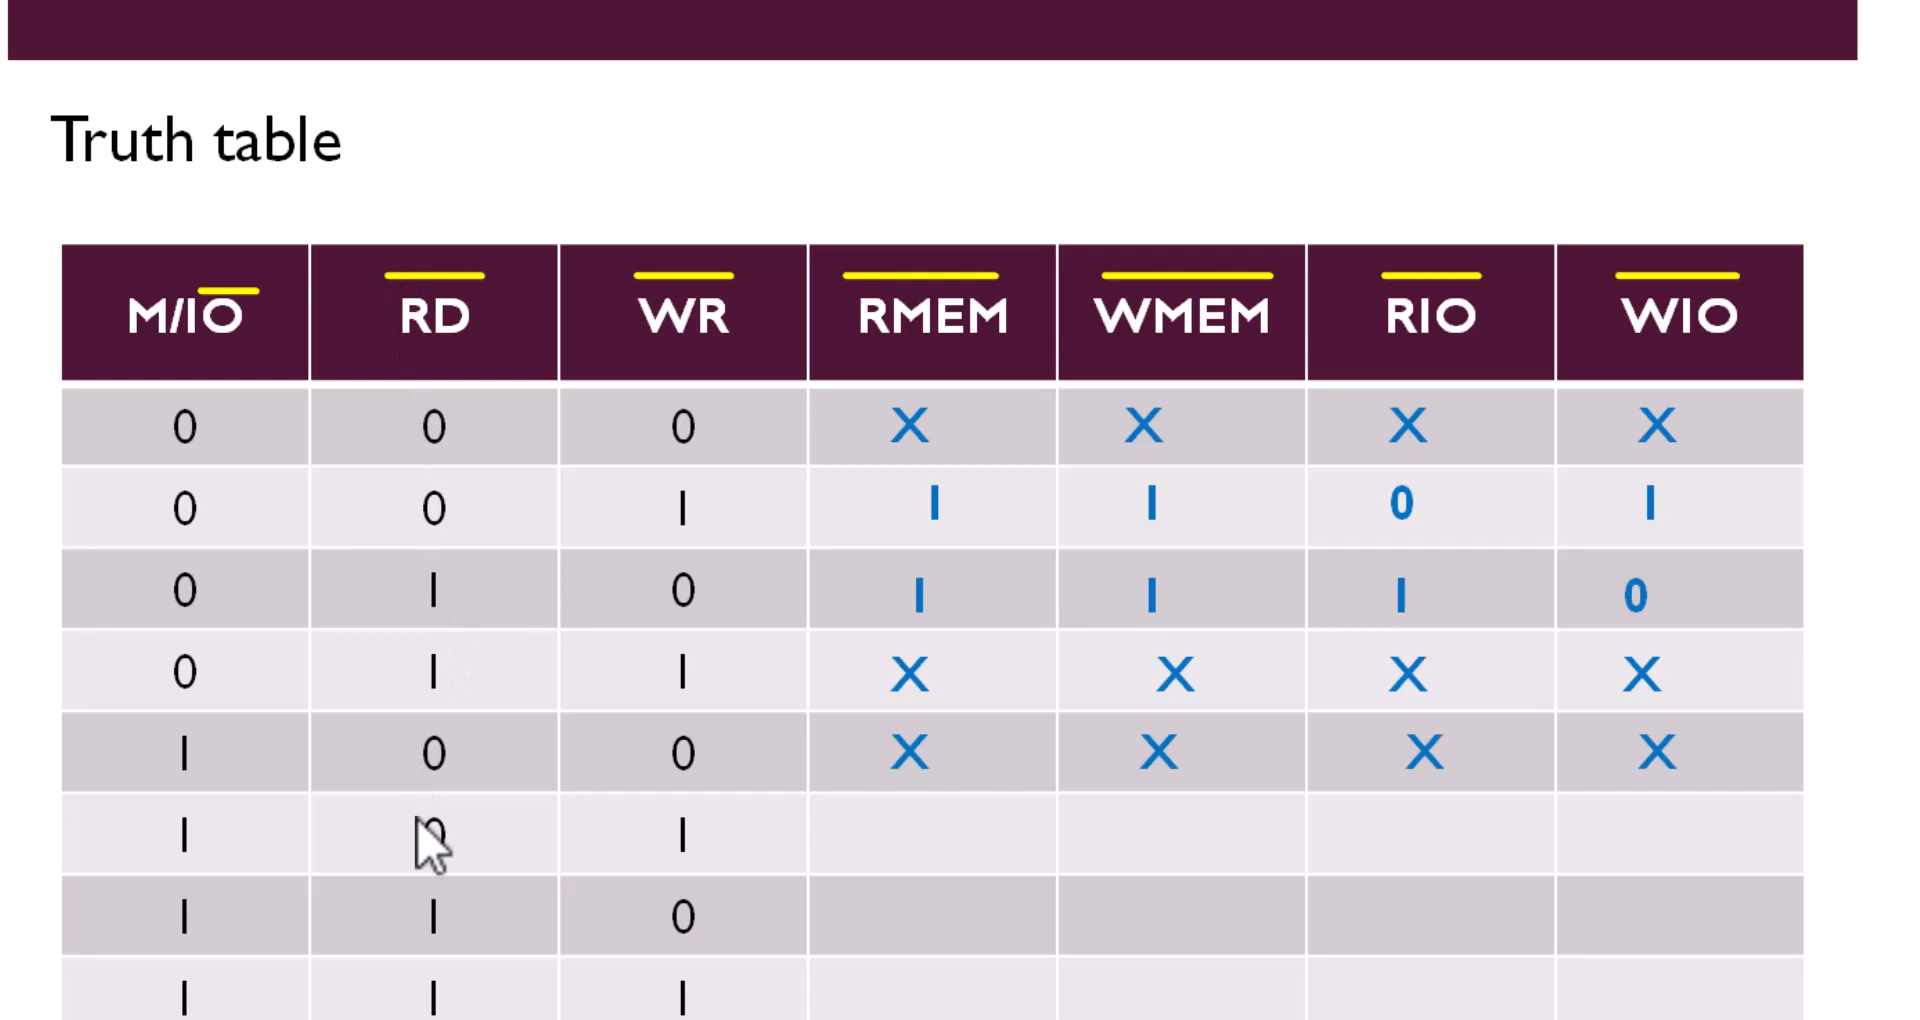 Truth table
M/IO RD WR RMEM WMEM RIO WIO
0 0 0 X X X X
0 0 1 1 1 0 1
0 1 0 1 1 1 0
0 1 1 X X X X
1 0 0 X X X X
1 0 1
1 1 0
1 1 1